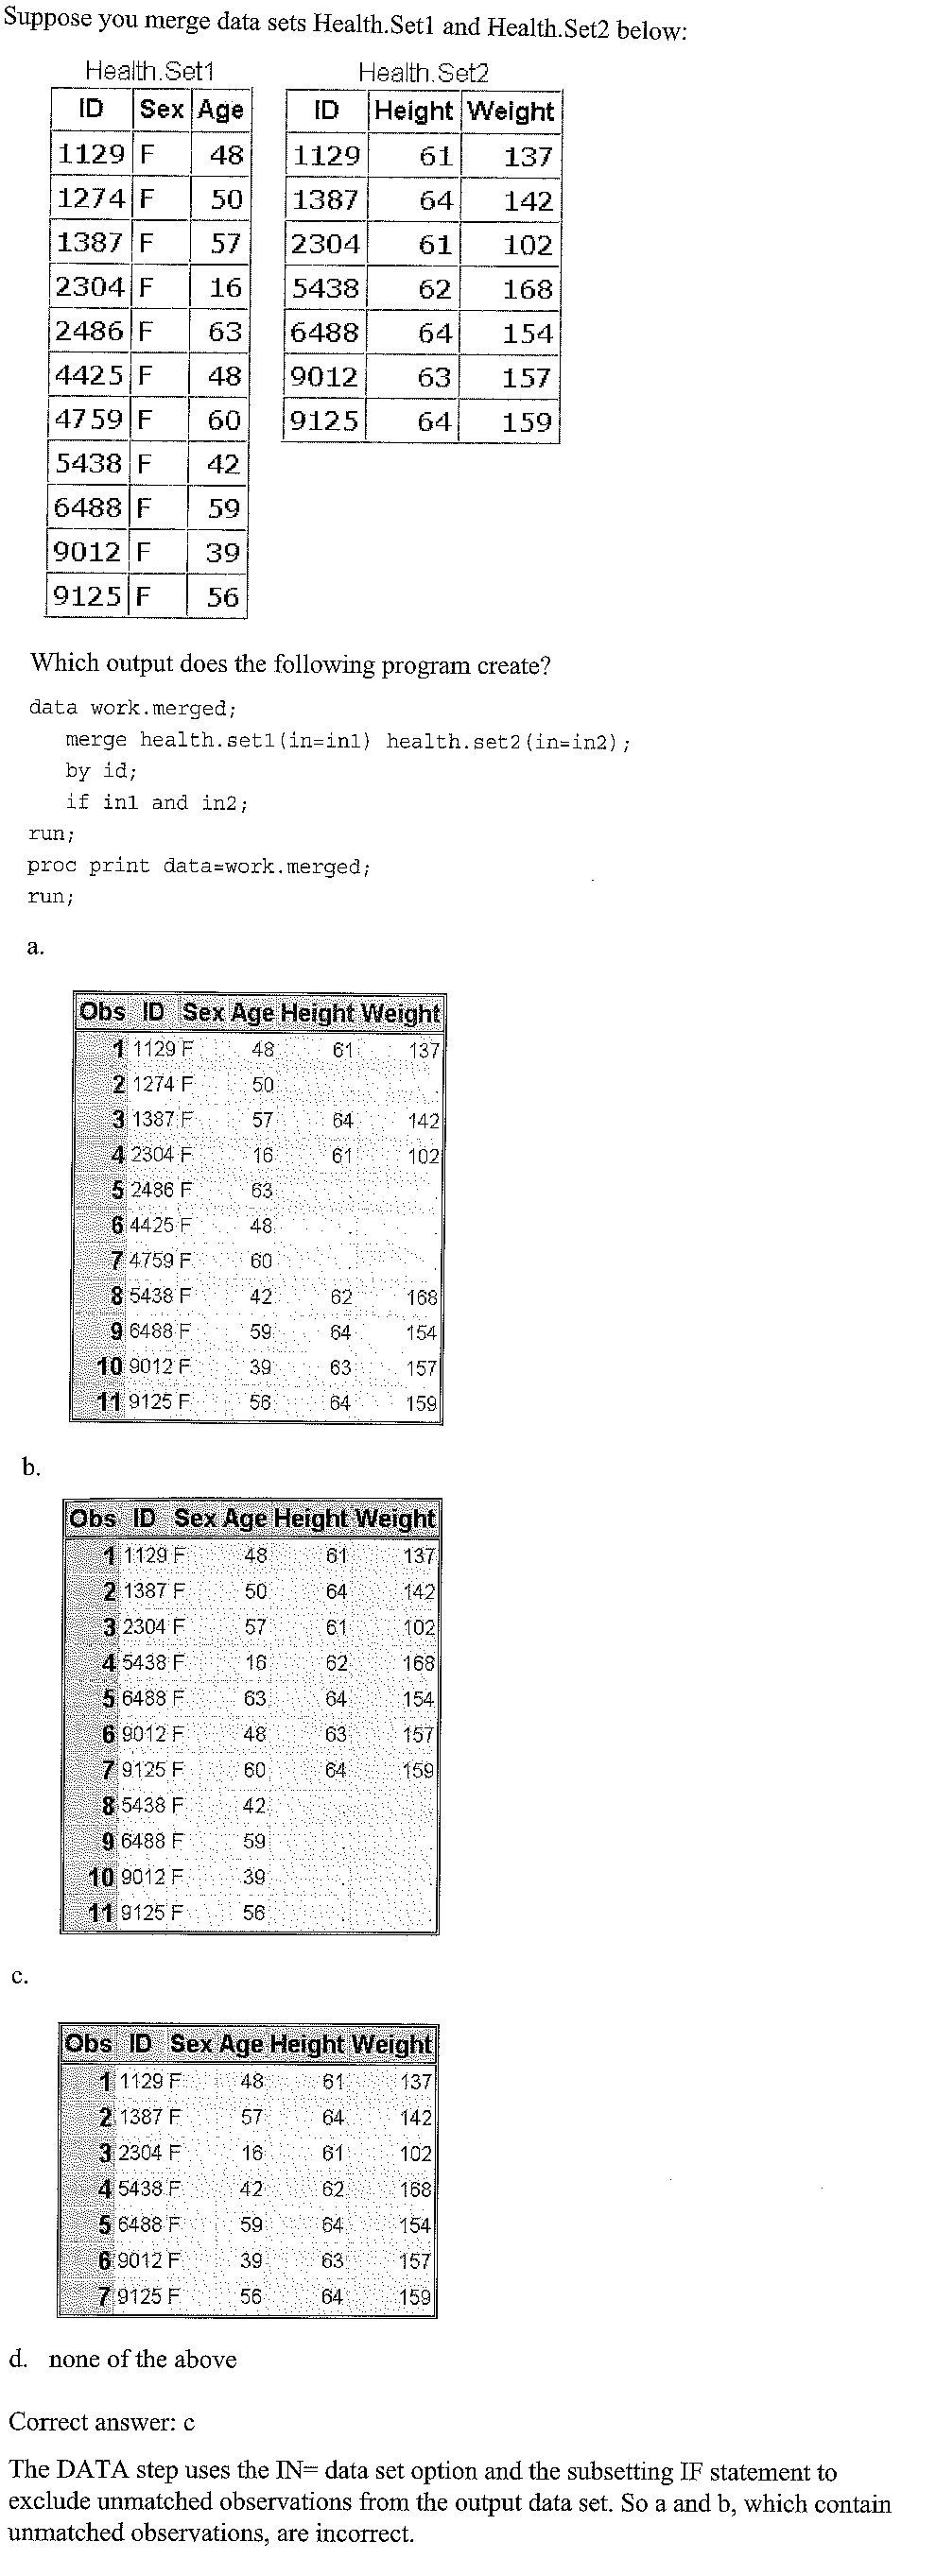 Suppose you merge data sets Health.Set1 and Health.Set2 below:
Health.Set1 Health.Set2
ID Sex Age ID Height Weight
1129 F 48 1129 61 137
1274 F 50 1387 64 142
1387 F 57 2304 61 102
2304 F 16 5438 62 168
2486 F 63 6488 64 154
4425 F 48 9012 63 157
4759 F 60 9125 64 159
5438 F 42
6488 F 59
9012 F 39
9125 F 56
Which output does the following program create?
data work.merged;
merge health.set1(in=in1) health.set2(in=in2);
by id;
if in1 and in2;
run;
proc print data=work.merged;
run;
a.
Obs ID Sex Age Height Weight
1 1129 F 48 61 137
2 1274 F 50 . .
3 1387 F 57 64 142
4 2304 F 16 61 102
5 2486 F 63 . .
6 4425 F 48 . .
7 4759 F 60 . .
8 5438 F 42 62 168
9 6488 F 59 64 154
10 9012 F 39 63 157
11 9125 F 56 64 159
b.
Obs ID Sex Age Height Weight
1 1129 F 48 61 137
2 1387 F 50 64 142
3 2304 F 57 61 102
4 5438 F 16 62 168
5 6488 F 63 64 154
6 9012 F 48 63 157
7 9125 F 60 64 159
8 5438 F 42 . .
9 6488 F 59 . .
10 9012 F 39 . .
11 9125 F 56 . .
c.
Obs ID Sex Age Height Weight
1 1129 F 48 61 137
2 1387 F 57 64 142
3 2304 F 16 61 102
4 5438 F 42 62 168
5 6488 F 59 64 154
6 9012 F 39 63 157
7 9125 F 56 64 159
d. none of the above
Correct answer: c
The DATA step uses the IN= data set option and the subsetting IF statement to
exclude unmatched observations from the output data set. So a and b, which contain
unmatched observations, are incorrect.